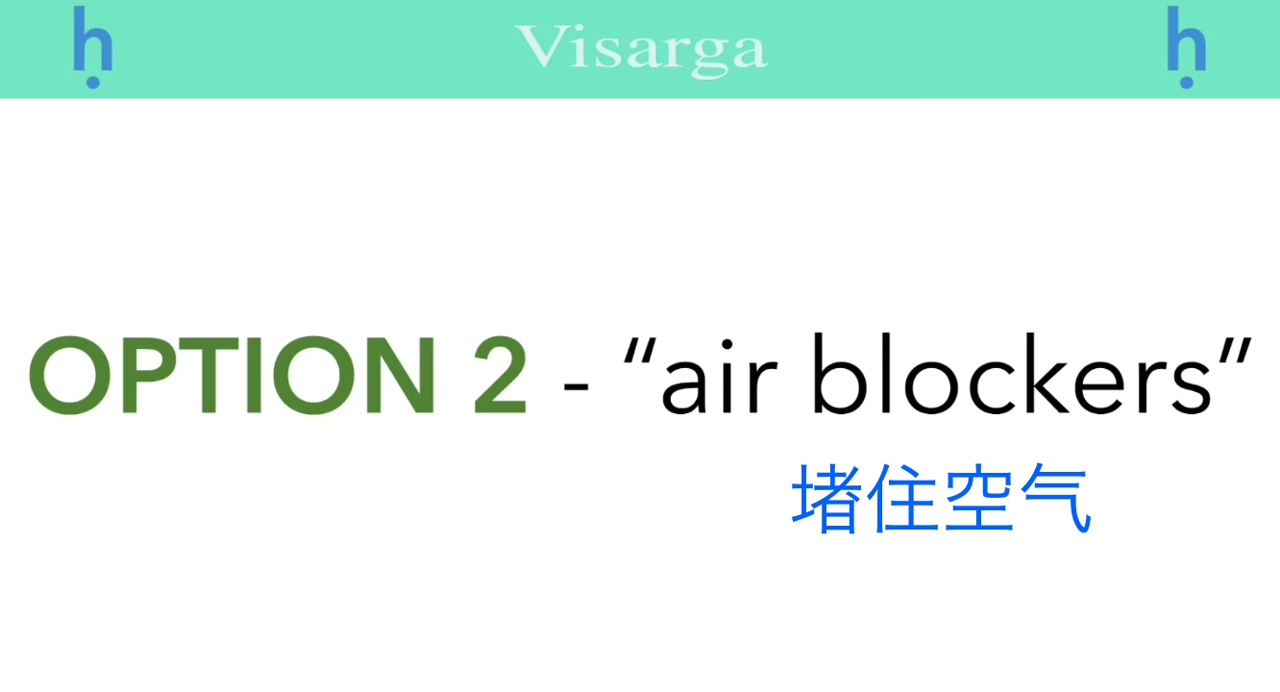 ḥ Visarga ḥ
OPTION 2 - “air blockers”
堵住空气